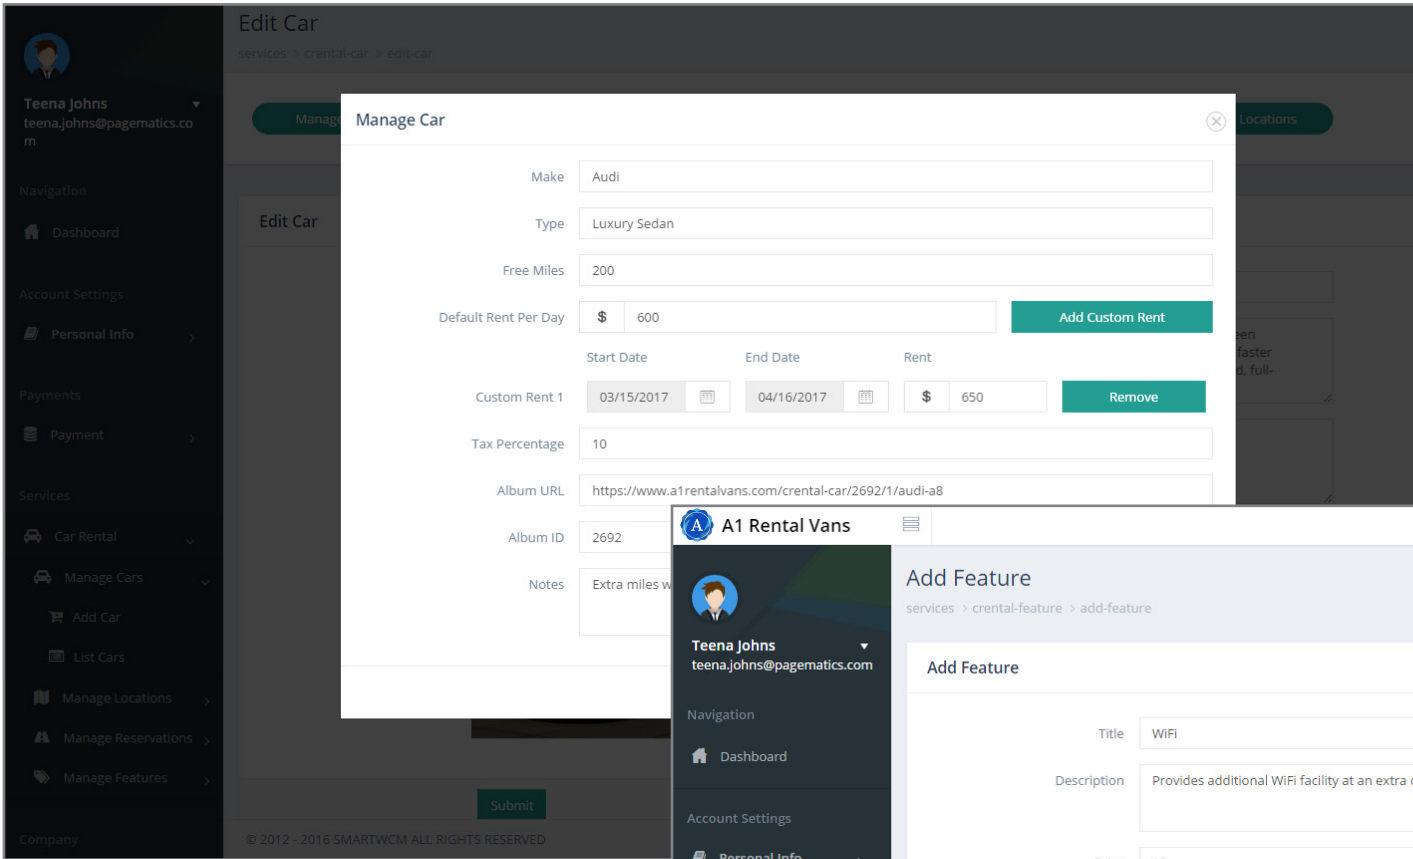 Edit Car
services > crental-car > edit-car
Teena Johns
teena.johns@pagematics.co
m
Manage
Locations
Navigation
Dashboard
Account Settings
Personal Info
Payments
Payment
Services
Car Rental
Manage Cars
Add Car
List Cars
Manage Locations
Manage Reservations
Manage Features
Company
Edit Car
faster
d, full-
Submit
© 2012 - 2016 SMARTWCM ALL RIGHTS RESERVED
Manage Car
Make Audi
Type Luxury Sedan
Free Miles 200
Default Rent Per Day $ 600 Add Custom Rent
Start Date End Date Rent
Custom Rent 1 03/15/2017 04/16/2017 $ 650 Remove
Tax Percentage 10
Album URL https://www.a1rentalvans.com/crental-car/2692/1/audi-a8
Album ID 2692
Notes Extra miles w
A A1 Rental Vans
Teena Johns
teena.johns@pagematics.com
Navigation
Dashboard
Account Settings
Personal Info
Add Feature
services > crental-feature > add-feature
Add Feature
Title WiFi
Description Provides additional WiFi facility at an extra